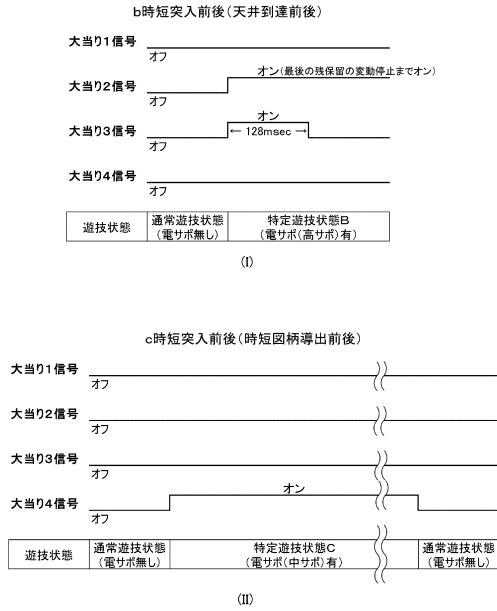 b時短突入前後(天井到達前後)
大当り1信号
オフ
オン(最後の残保留の変動停止までオン)
大当り2信号
オフ
オン
大当り3信号
← 128msec →
オフ
大当り4信号
オフ
遊技状態
通常遊技状態
(電サポ無し)
特定遊技状態B
(電サポ(高サポ)有)
(I)
c時短突入前後(時短図柄導出前後)
大当り1信号
オフ
大当り2信号
オフ
大当り3信号
オフ
オン
大当り4信号
オフ
遊技状態
通常遊技状態
(電サポ無し)
特定遊技状態C
(電サポ(中サポ)有)
通常遊技状態
(電サポ無し)
(II)